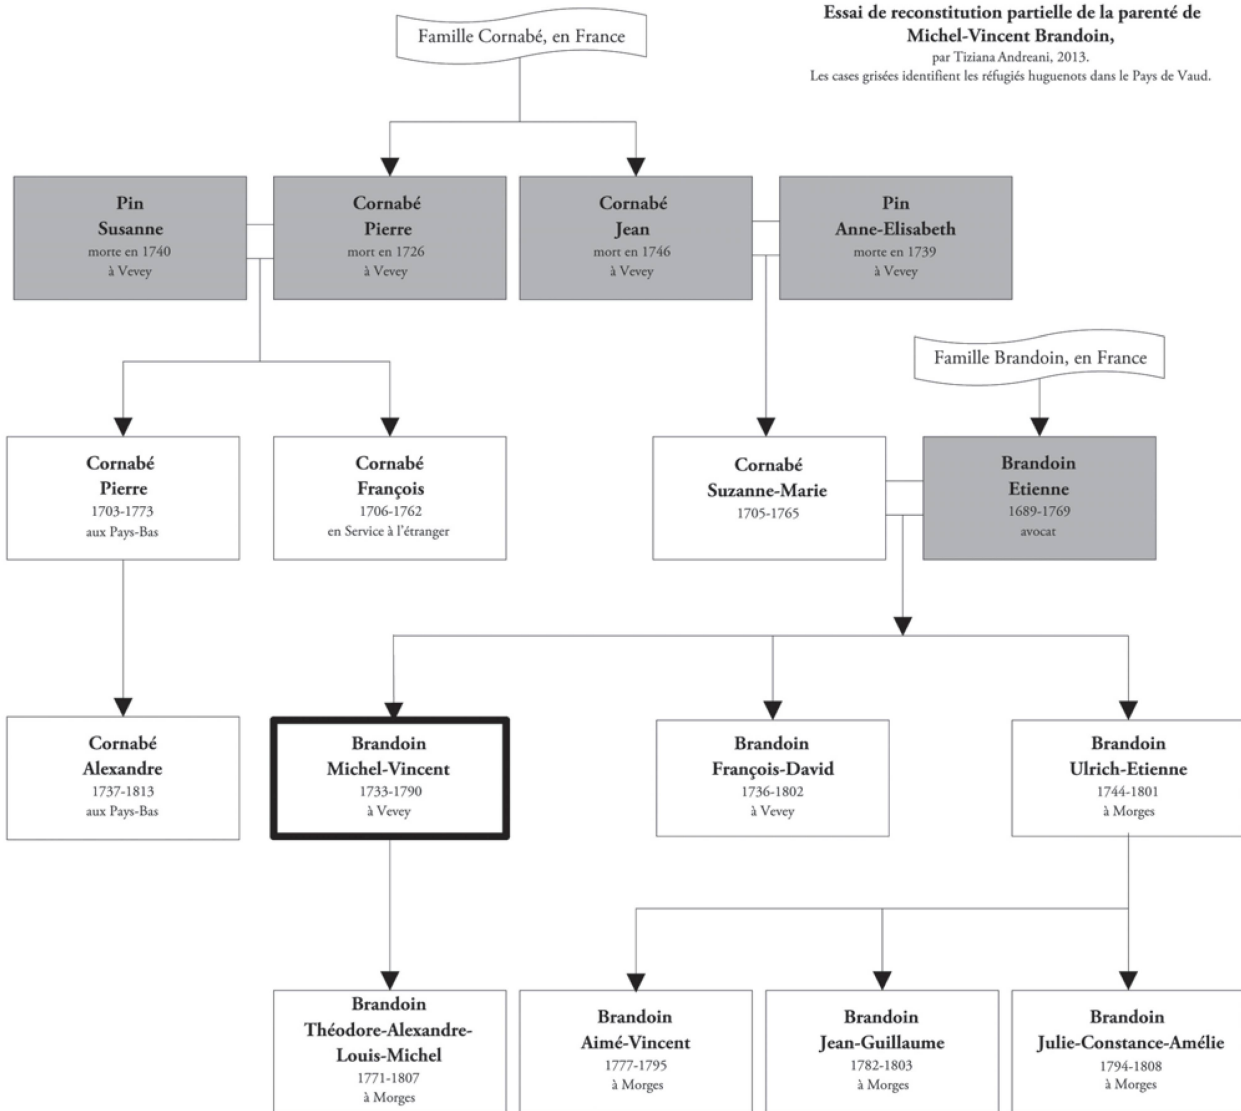 Essai de reconstitution partielle de la parenté de
Michel-Vincent Brandoin,
par Tiziana Andreani, 2013.
Les cases grisées identifient les réfugiés huguenots dans le Pays de Vaud.
Famille Cornabé, en France
Pin
Susanne
morte en 1740
à Vevey
Cornabé
Pierre
mort en 1726
à Vevey
Cornabé
Jean
mort en 1746
à Vevey
Pin
Anne-Elisabeth
morte en 1739
à Vevey
Famille Brandoin, en France
Cornabé
Pierre
1703-1773
aux Pays-Bas
Cornabé
François
1706-1762
en Service à l'étranger
Cornabé
Suzanne-Marie
1705-1765
Brandoin
Etienne
1689-1769
avocat
Cornabé
Alexandre
1737-1813
aux Pays-Bas
Brandoin
Michel-Vincent
1733-1790
à Vevey
Brandoin
François-David
1736-1802
à Vevey
Brandoin
Ulrich-Etienne
1744-1801
à Morges
Brandoin
Théodore-Alexandre-
Louis-Michel
1771-1807
à Morges
Brandoin
Aimé-Vincent
1777-1795
à Morges
Brandoin
Jean-Guillaume
1782-1803
à Morges
Brandoin
Julie-Constance-Amélie
1794-1808
à Morges